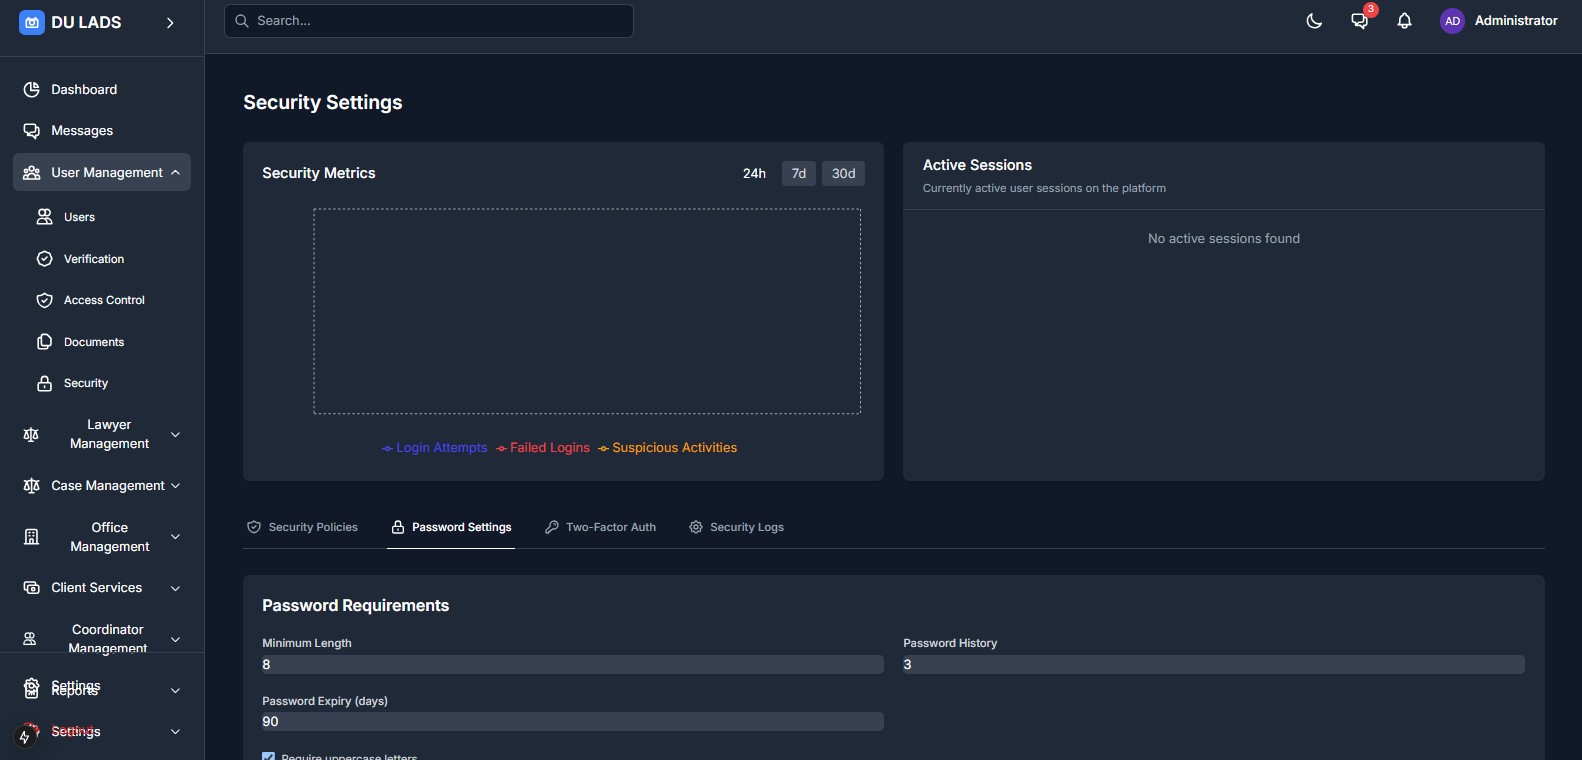 DU LADS
Search...
3
AD
Administrator
Dashboard
Messages
User Management
Users
Verification
Access Control
Documents
Security
Lawyer
Management
Case Management
Office
Management
Client Services
Coordinator
Management
Settings
Reports
Logout
Settings
Security Settings
Security Metrics
24h
7d
30d
Login Attempts
Failed Logins
Suspicious Activities
Active Sessions
Currently active user sessions on the platform
No active sessions found
Security Policies
Password Settings
Two-Factor Auth
Security Logs
Password Requirements
Minimum Length
8
Password History
3
Password Expiry (days)
90
Require uppercase letters